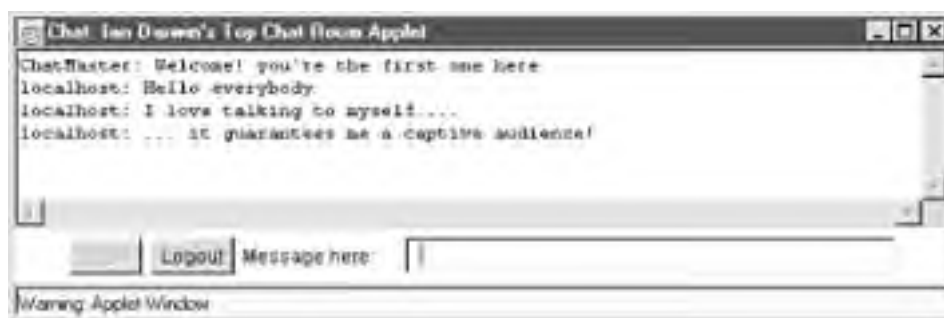 Chat: Ian Darwin's Top Chat Room Applet
ChatMaster: Welcome! you're the first one here
localhost: Hello everybody
localhost: I love talking to myself....
localhost: ... it guarantees me a captive audience!
Logout Message here:
Warning: Applet Window